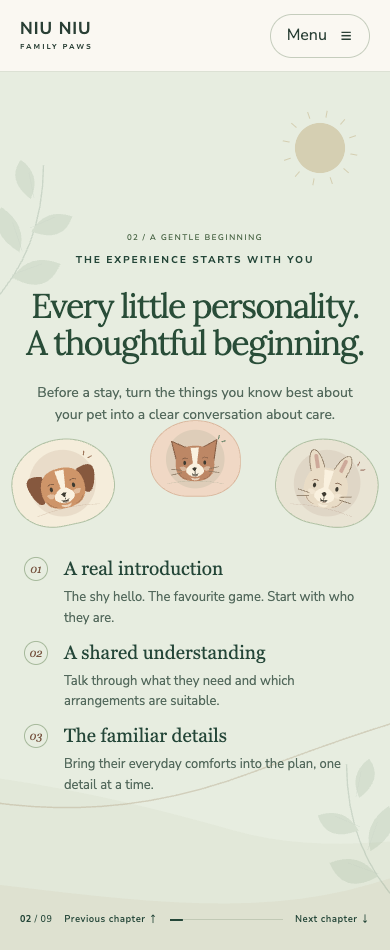 NIU NIU
FAMILY PAWS
Menu
02 / A GENTLE BEGINNING
THE EXPERIENCE STARTS WITH YOU
Every little personality.
A thoughtful beginning.
Before a stay, turn the things you know best about
your pet into a clear conversation about care.
01 A real introduction
The shy hello. The favourite game. Start with who
they are.
02 A shared understanding
Talk through what they need and which
arrangements are suitable.
03 The familiar details
Bring their everyday comforts into the plan, one
detail at a time.
02 / 09 Previous chapter ↑ Next chapter ↓